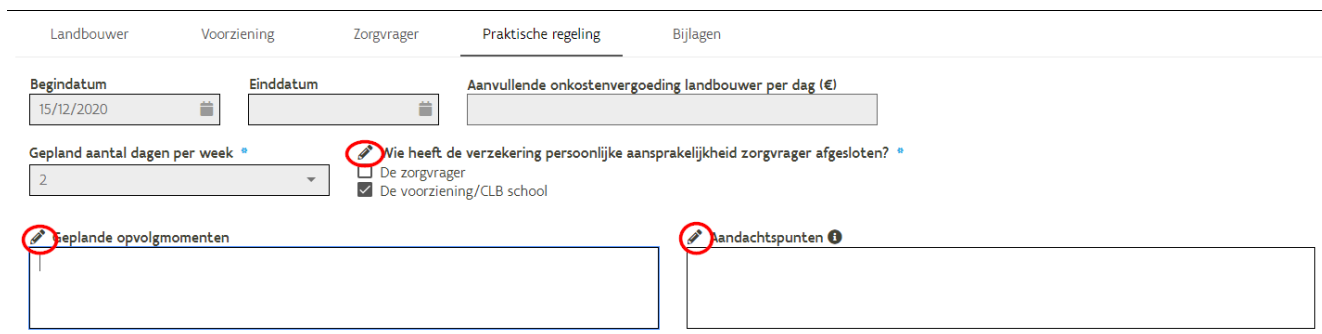 Landbouwer Voorziening Zorgvrager Praktische regeling Bijlagen
Begindatum Einddatum Aanvullende onkostenvergoeding landbouwer per dag (€)
15/12/2020
Gepland aantal dagen per week * Wie heeft de verzekering persoonlijke aansprakelijkheid zorgvrager afgesloten? *
2 De zorgvrager
De voorziening/CLB school
Geplande opvolgmomenten Aandachtspunten